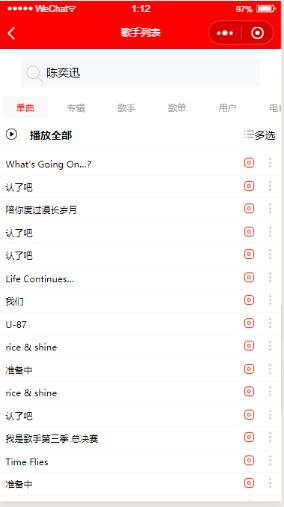 WeChat 1:12 97%
歌手列表
陈奕迅
单曲 专辑 歌手 歌单 用户
播放全部 多选
What's Going On...?
认了吧
陪你度过漫长岁月
认了吧
认了吧
Life Continues...
我们
U-87
rice & shine
准备中
rice & shine
认了吧
我是歌手第三季 总决赛
Time Flies
准备中